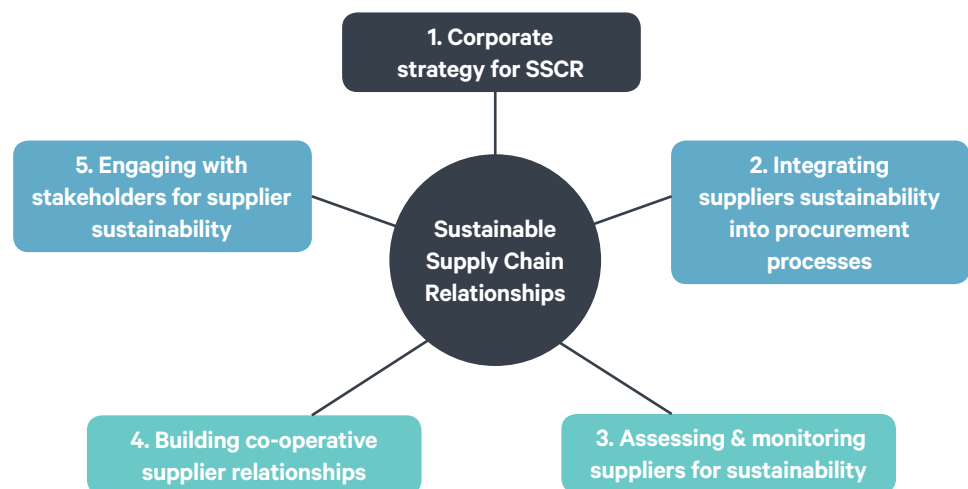 1. Corporate
strategy for SSCR
5. Engaging with
stakeholders for supplier
sustainability
2. Integrating
suppliers sustainability
into procurement
processes
Sustainable
Supply Chain
Relationships
4. Building co-operative
supplier relationships
3. Assessing & monitoring
suppliers for sustainability